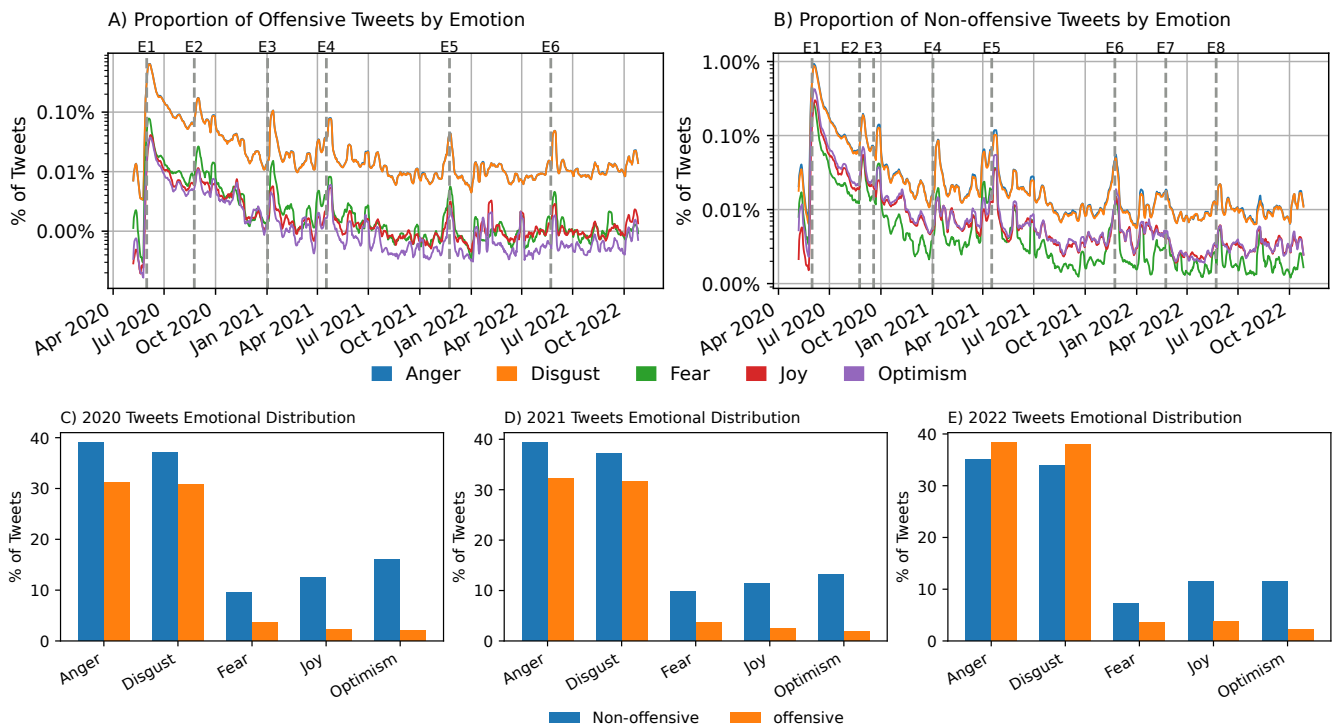 A) Proportion of Offensive Tweets by Emotion
E1 E2 E3 E4 E5 E6
% of Tweets
0.10%
0.01%
0.00%
Apr 2020 Jul 2020 Oct 2020 Jan 2021 Apr 2021 Jul 2021 Oct 2021 Jan 2022 Apr 2022 Jul 2022 Oct 2022
B) Proportion of Non-offensive Tweets by Emotion
E1 E2 E3 E4 E5 E6 E7 E8
% of Tweets
1.00%
0.10%
0.01%
0.00%
Apr 2020 Jul 2020 Oct 2020 Jan 2021 Apr 2021 Jul 2021 Oct 2021 Jan 2022 Apr 2022 Jul 2022 Oct 2022
Anger Disgust Fear Joy Optimism
C) 2020 Tweets Emotional Distribution
% of Tweets
40
30
20
10
0
Anger Disgust Fear Joy Optimism
D) 2021 Tweets Emotional Distribution
% of Tweets
40
30
20
10
0
Anger Disgust Fear Joy Optimism
E) 2022 Tweets Emotional Distribution
% of Tweets
40
30
20
10
0
Anger Disgust Fear Joy Optimism
Non-offensive offensive